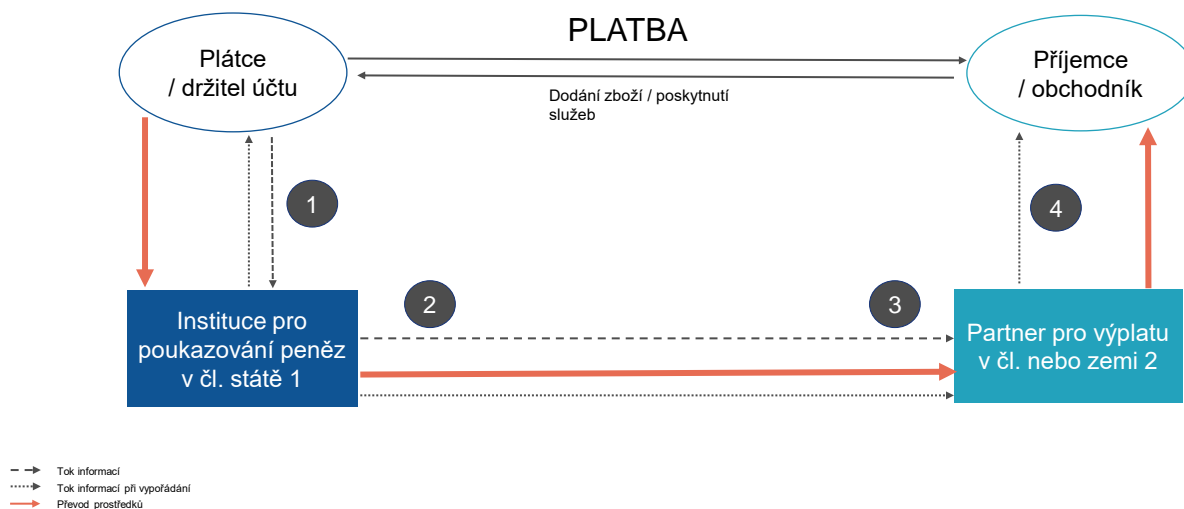 PLATBA
Plátce
/ držitel účtu
Příjemce
/ obchodník
Dodání zboží / poskytnutí
služeb
1
4
2
3
Instituce pro
poukazování peněz
v čl. státě 1
Partner pro výplatu
v čl. nebo zemi 2
Tok informací
Tok informací při vypořádání
Převod prostředků